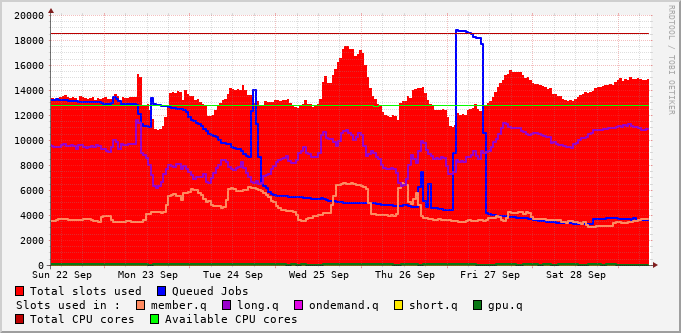 20000
18000
16000
14000
12000
10000
8000
6000
4000
2000
0
Sun 22 Sep Mon 23 Sep Tue 24 Sep Wed 25 Sep Thu 26 Sep Fri 27 Sep Sat 28 Sep
Total slots used Queued Jobs
Slots used in : member.q long.q ondemand.q short.q gpu.q
Total CPU cores Available CPU cores
RRDTOOL / TOBI OETIKER